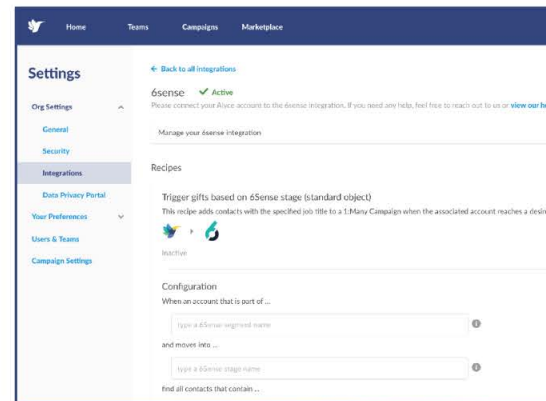 Home
Teams
Campaigns
Marketplace
Settings
Org Settings
General
Security
Integrations
Data Privacy Portal
Your Preferences
Users & Teams
Campaign Settings
← Back to all integrations
6sense ✓ Active
Please connect your Alyce account to the 6sense integration. If you need any help, feel free to reach out to us or view our h
Manage your 6sense integration
Recipes
Trigger gifts based on 6Sense stage (standard object)
This recipe adds contacts with the specified job title to a 1:Many Campaign when the associated account reaches a desir
Inactive
Configuration
When an account that is part of ...
type a 6Sense segment name
and moves into ...
type a 6Sense stage name
find all contacts that contain ...